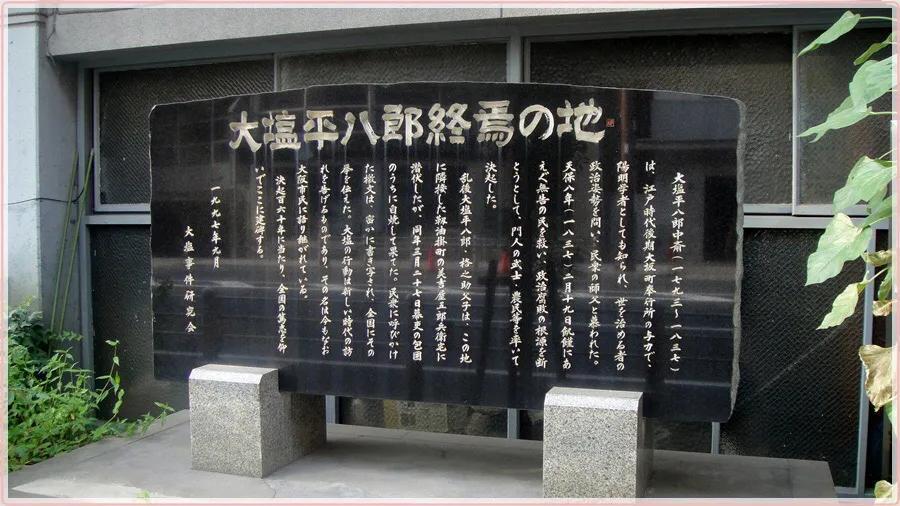 大塩平八郎終焉の地
大塩平八郎中斎(一七九三〜一八三七)
は、江戸時代後期大坂町奉行所の与力で、
陽明学者としても知られ、世を治める者の
政治姿勢を問い、民衆の師父と慕われた。
天保八年(一八三七)二月十九日飢饉にあ
えぐ無告の民を救い、政治腐敗の根源を断
とうとして、門人の武士・農民等を率いて
決起した。
乱後大塩平八郎・格之助父子は、この地
に隣接した靱油掛町の美吉屋五郎兵衛宅に
潜伏したが、同年三月二十七日幕吏の包囲
のうちに自焼して果てた。民衆に呼びかけ
た檄文は、密かに書き写され、全国にその
挙を伝えた。大塩の行動は新しい時代の訪
れを告げるものであり、その名は今もなお
大阪市民に語り継がれている。
決起百六十年に当たり、全国の篤志を仰
いでここに建碑する。
一九九七年九月
大塩事件研究会